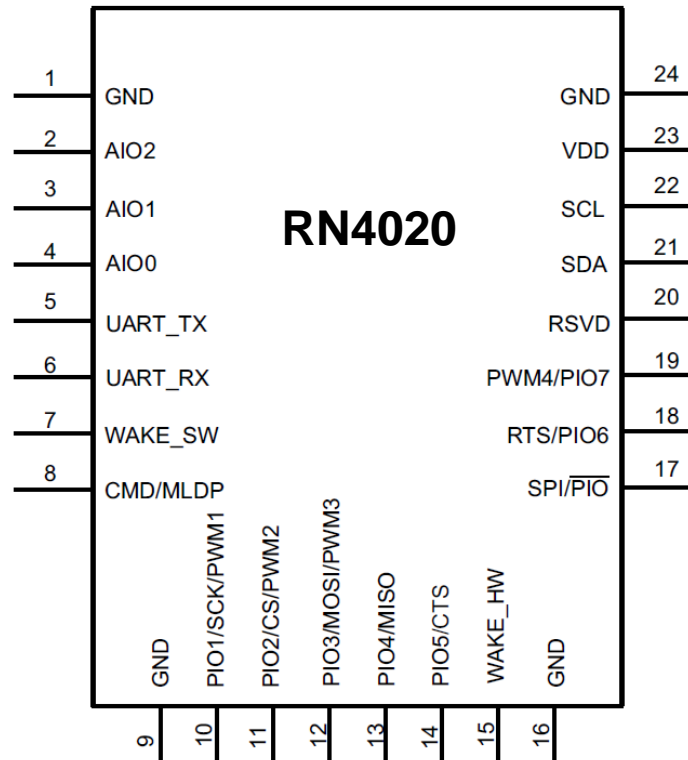 1 GND
2 AIO2
3 AIO1
4 AIO0
5 UART_TX
6 UART_RX
7 WAKE_SW
8 CMD/MLDP
RN4020
24 GND
23 VDD
22 SCL
21 SDA
20 RSVD
19 PWM4/PIO7
18 RTS/PIO6
17 SPI/P̅I̅O̅
9 GND
10 PIO1/SCK/PWM1
11 PIO2/CS/PWM2
12 PIO3/MOSI/PWM3
13 PIO4/MISO
14 PIO5/CTS
15 WAKE_HW
16 GND